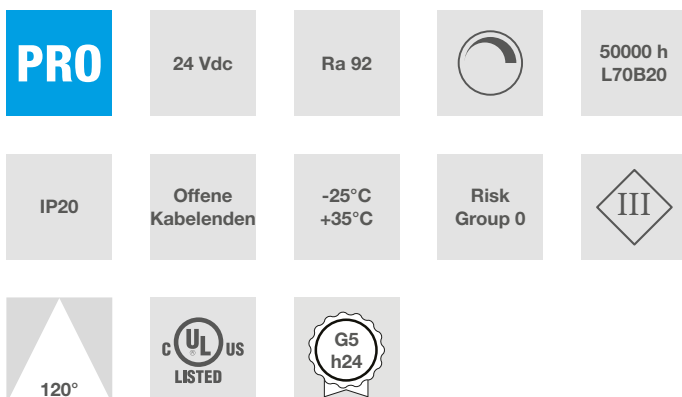 PRO
24 Vdc
Ra 92
50000 h
L70B20
IP20
Offene
Kabelenden
-25°C
+35°C
Risk
Group 0
III
120°
C UL US
®
LISTED
G5
h24